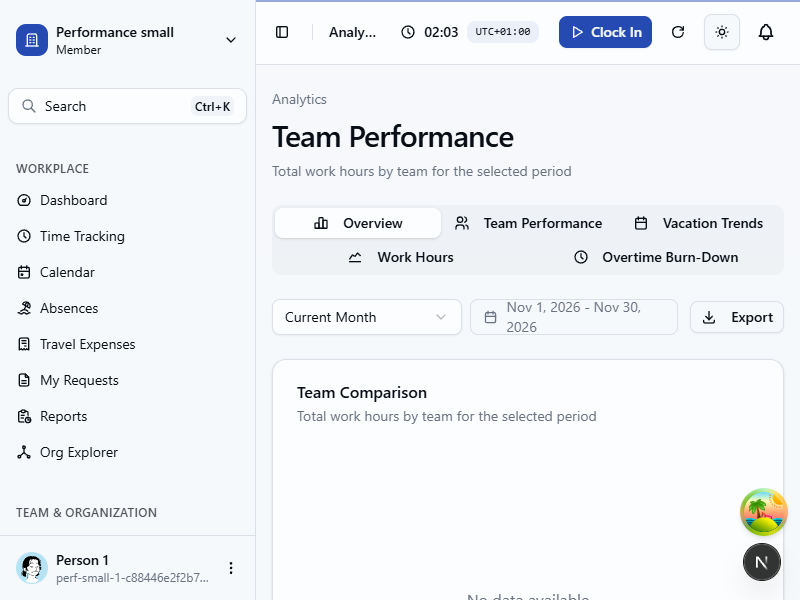 Performance small
Member
Search
Ctrl+K
WORKPLACE
Dashboard
Time Tracking
Calendar
Absences
Travel Expenses
My Requests
Reports
Org Explorer
TEAM & ORGANIZATION
Person 1
perf-small-1-c88446e2f2b7...
Analy...
02:03
UTC+01:00
Clock In
Analytics
Team Performance
Total work hours by team for the selected period
Overview
Team Performance
Vacation Trends
Work Hours
Overtime Burn-Down
Current Month
Nov 1, 2026 - Nov 30,
2026
Export
Team Comparison
Total work hours by team for the selected period
No data available
N